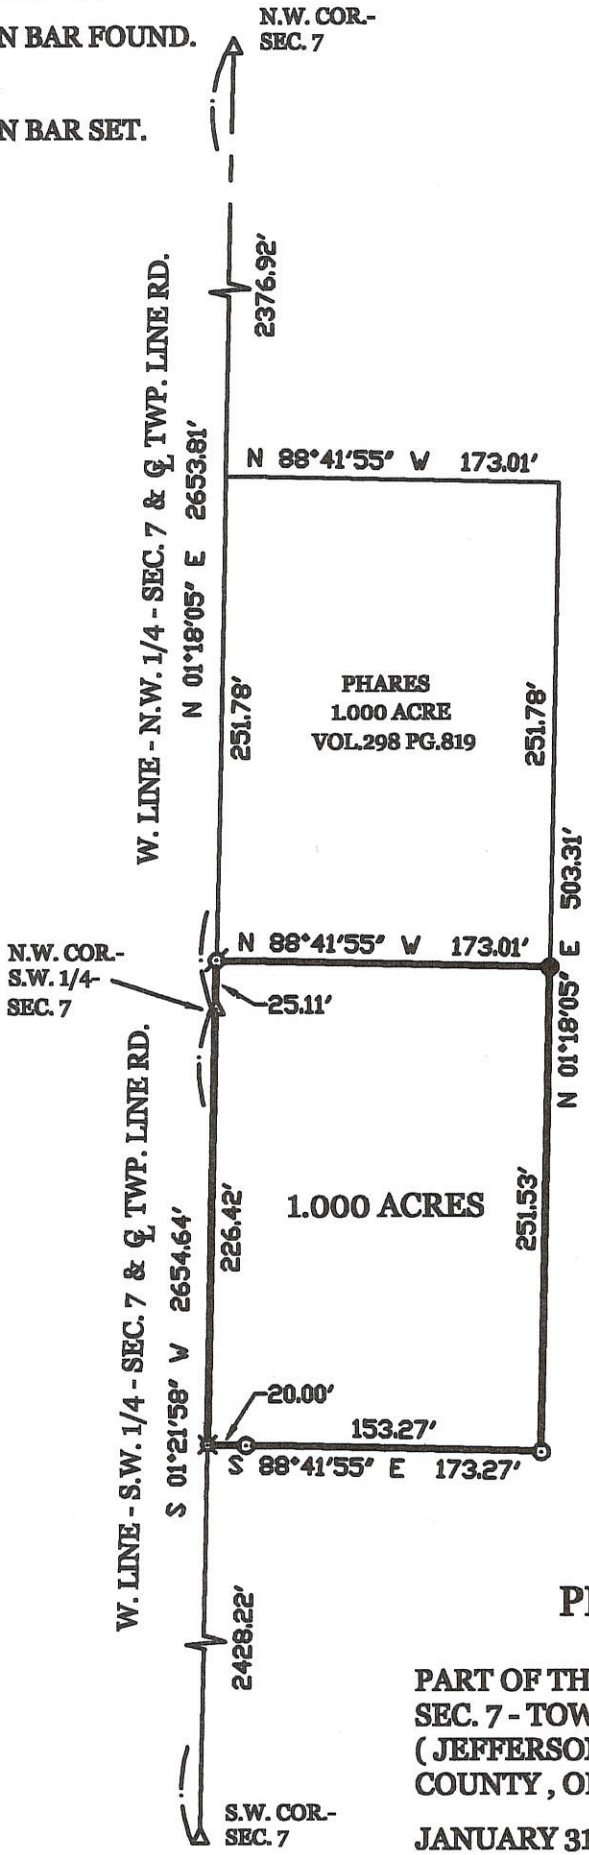 N BAR FOUND.
N.W. COR.-
SEC. 7
N BAR SET.
2376.92'
W. LINE - N.W. 1/4 - SEC. 7 & ℄ TWP. LINE RD.
N 01°18'05" E 2653.81'
N 88°41'55" W 173.01'
251.78'
PHARES
1.000 ACRE
VOL.298 PG.819
251.78'
N 01°18'05" E 503.31'
N 88°41'55" W 173.01'
N.W. COR.-
S.W. 1/4-
SEC. 7
25.11'
W. LINE - S.W. 1/4 - SEC. 7 & ℄ TWP. LINE RD.
S 01°21'58" W 2654.64'
226.42'
1.000 ACRES
251.53'
20.00'
153.27'
S 88°41'55" E 173.27'
2428.22'
PART OF TH
SEC. 7 - TOW
( JEFFERSO
COUNTY , O
JANUARY 31
S.W. COR.-
SEC. 7